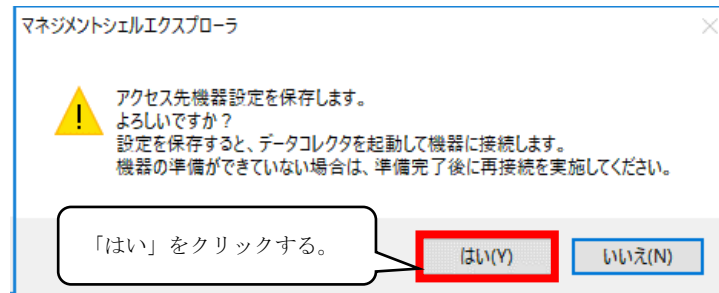 マネジメントシェルエクスプローラ
アクセス先機器設定を保存します。
よろしいですか？
設定を保存すると、データコレクタを起動して機器に接続します。
機器の準備ができていない場合は、準備完了後に再接続を実施してください。
「はい」をクリックする。
はい(Y)
いいえ(N)